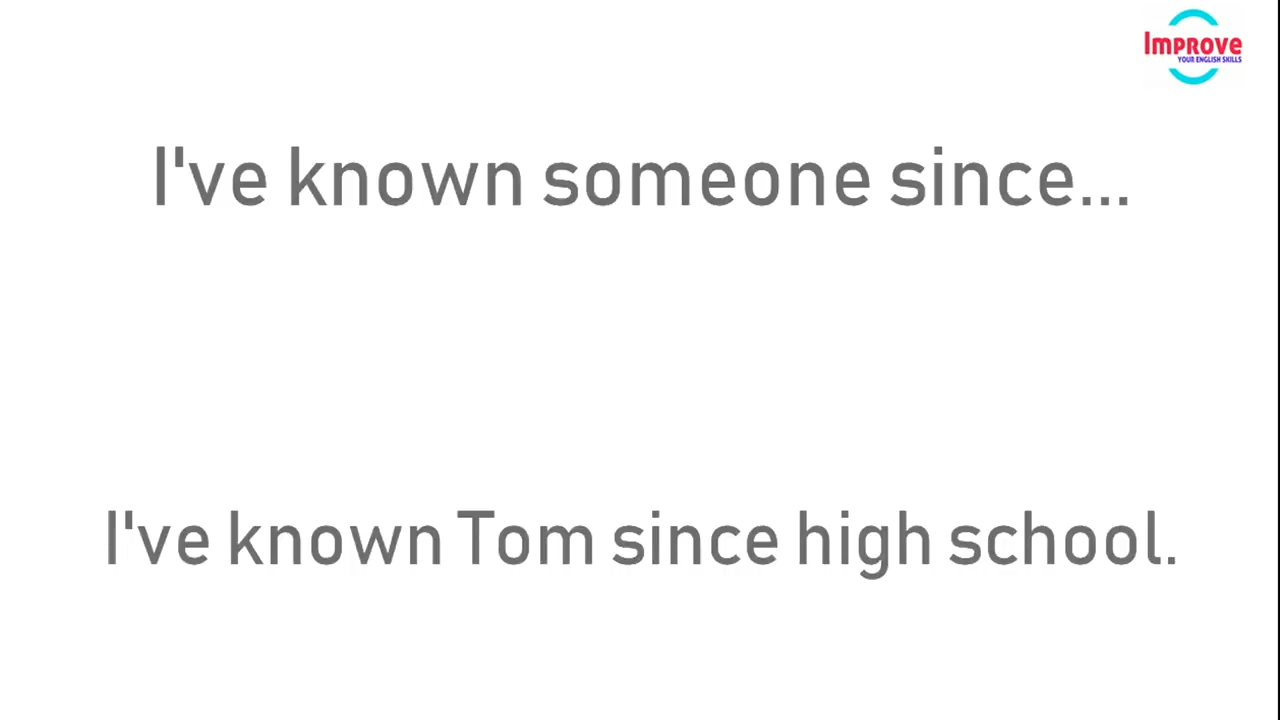 Improve
YOUR ENGLISH SKILLS
I've known someone since...
I've known Tom since high school.